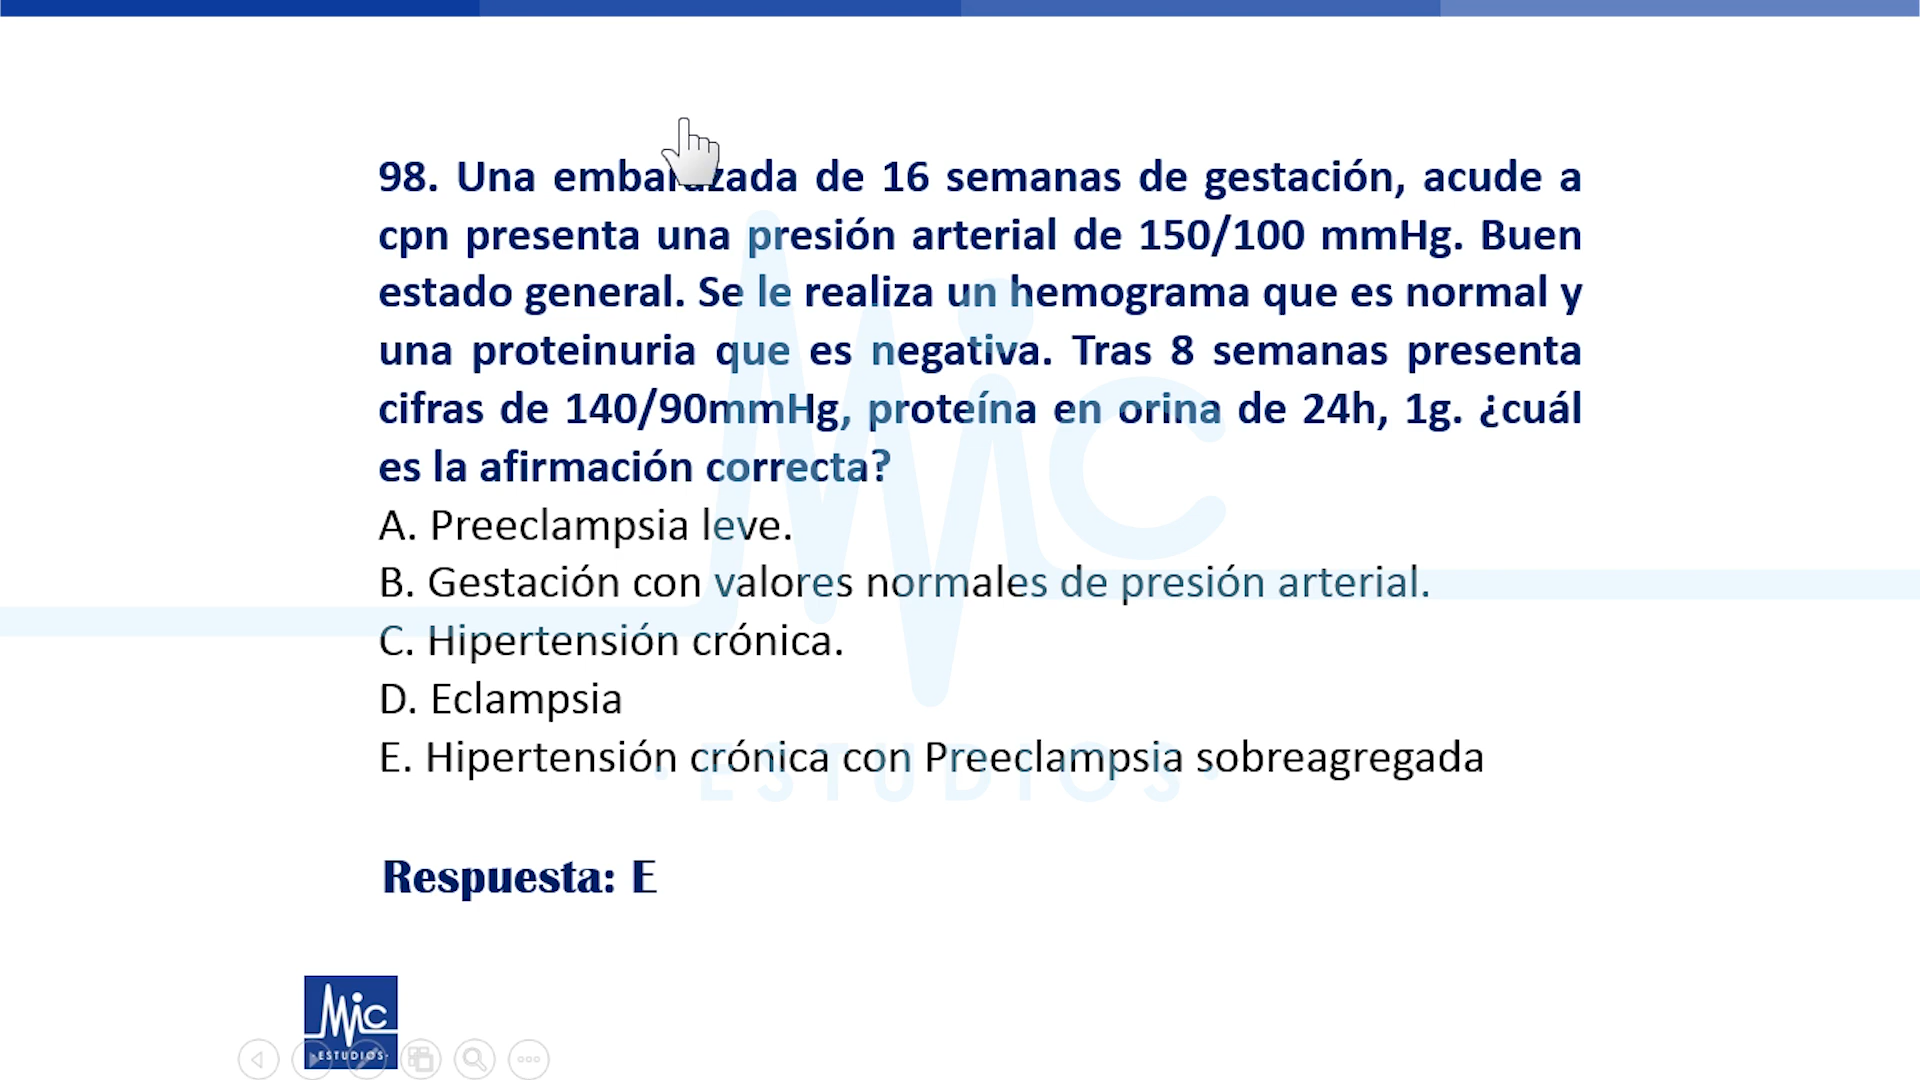 98. Una embarazada de 16 semanas de gestación, acude a
cpn presenta una presión arterial de 150/100 mmHg. Buen
estado general. Se le realiza un hemograma que es normal y
una proteinuria que es negativa. Tras 8 semanas presenta
cifras de 140/90mmHg, proteína en orina de 24h, 1g. ¿cuál
es la afirmación correcta?
A. Preeclampsia leve.
B. Gestación con valores normales de presión arterial.
C. Hipertensión crónica.
D. Eclampsia
E. Hipertensión crónica con Preeclampsia sobreagregada
· ESTUDIOS ·
Respuesta: E
Mic
·ESTUDIOS·